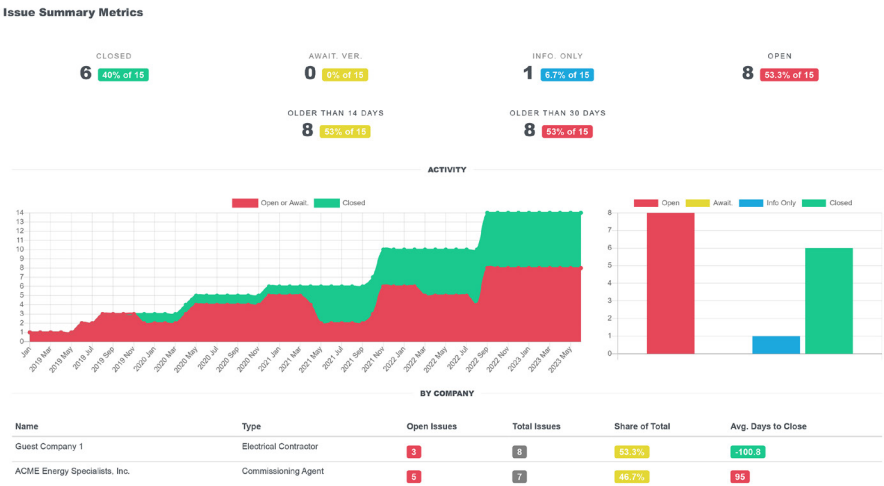 Issue Summary Metrics
CLOSED AWAIT. VER. INFO. ONLY OPEN
6 40% of 15 0 0% of 15 1 6.7% of 15 8 53.3% of 15
OLDER THAN 14 DAYS OLDER THAN 30 DAYS
8 53% of 15 8 53% of 15
ACTIVITY
Open or Await. Closed
14
13
12
11
10
9
8
7
6
5
4
3
2
1
0
Jan 2019 Mar 2019 May 2019 Jul 2019 Sep 2019 Nov 2020 Jan 2020 Mar 2020 May 2020 Jul 2020 Sep 2020 Nov 2021 Jan 2021 Mar 2021 May 2021 Jul 2021 Sep 2021 Nov 2022 Jan 2022 Mar 2022 May 2022 Jul 2022 Sep 2022 Nov 2023 Jan 2023 Mar 2023 May
Open Await. Info Only Closed
8
7
6
5
4
3
2
1
0
BY COMPANY
Name Type Open Issues Total Issues Share of Total Avg. Days to Close
Guest Company 1 Electrical Contractor 3 8 53.3% -100.8
ACME Energy Specialists, Inc. Commissioning Agent 5 7 46.7% 95